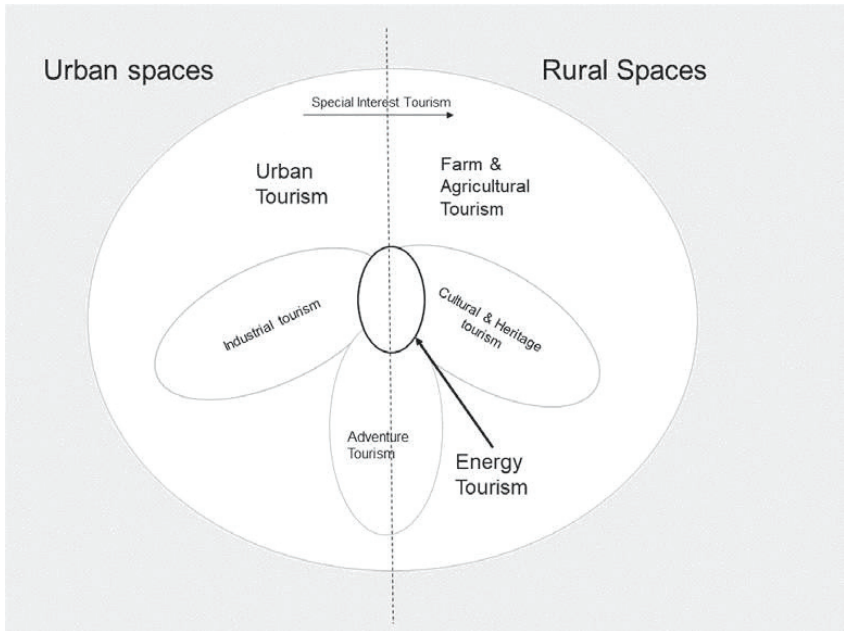 Urban spaces
Rural Spaces
Special Interest Tourism
Urban
Tourism
Farm &
Agricultural
Tourism
Industrial tourism
Cultural & Heritage
tourism
Adventure
Tourism
Energy
Tourism